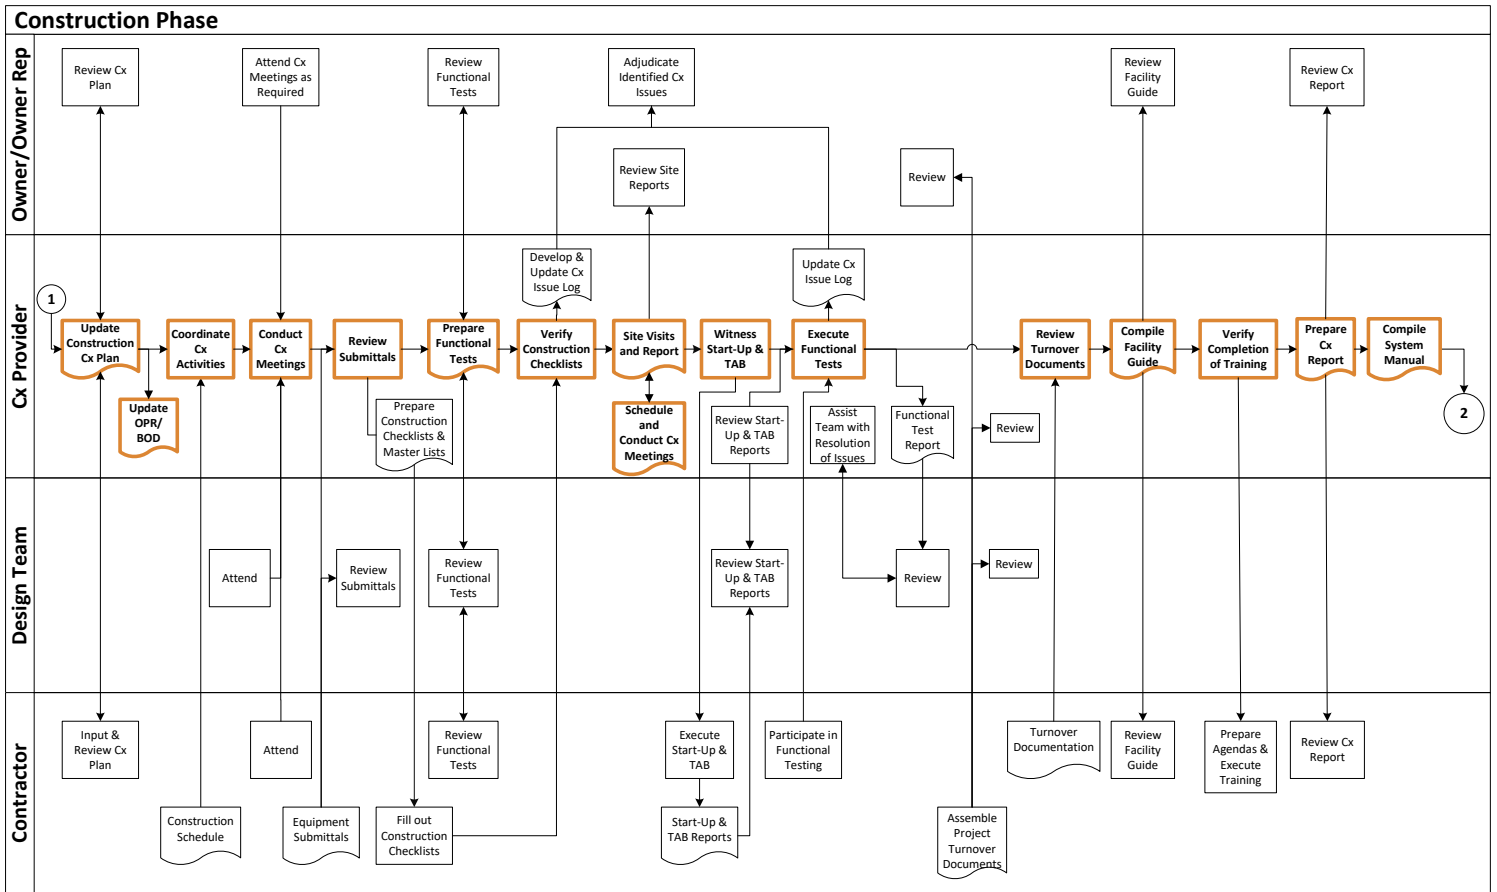 Construction Phase
Owner/Owner Rep
Review Cx
Plan
Attend Cx
Meetings as
Required
Review
Functional
Tests
Adjudicate
Identified Cx
Issues
Review Site
Reports
Review
Review
Facility
Guide
Review Cx
Report
Cx Provider
1
Update
Construction
Cx Plan
Update
OPR/
BOD
Coordinate
Cx
Activities
Conduct
Cx
Meetings
Review
Submittals
Prepare
Construction
Checklists &
Master Lists
Prepare
Functional
Tests
Develop &
Update Cx
Issue Log
Verify
Construction
Checklists
Site Visits
and Report
Schedule
and
Conduct Cx
Meetings
Witness
Start-Up &
TAB
Review Start-
Up & TAB
Reports
Update Cx
Issue Log
Execute
Functional
Tests
Assist
Team with
Resolution
of Issues
Functional
Test
Report
Review
Review
Turnover
Documents
Compile
Facility
Guide
Verify
Completion
of Training
Prepare
Cx
Report
Compile
System
Manual
2
Design Team
Attend
Review
Submittals
Review
Functional
Tests
Review Start-
Up & TAB
Reports
Review
Review
Contractor
Input &
Review Cx
Plan
Construction
Schedule
Attend
Equipment
Submittals
Fill out
Construction
Checklists
Review
Functional
Tests
Execute
Start-Up &
TAB
Start-Up &
TAB Reports
Participate in
Functional
Testing
Assemble
Project
Turnover
Documents
Turnover
Documentation
Review
Facility
Guide
Prepare
Agendas &
Execute
Training
Review Cx
Report